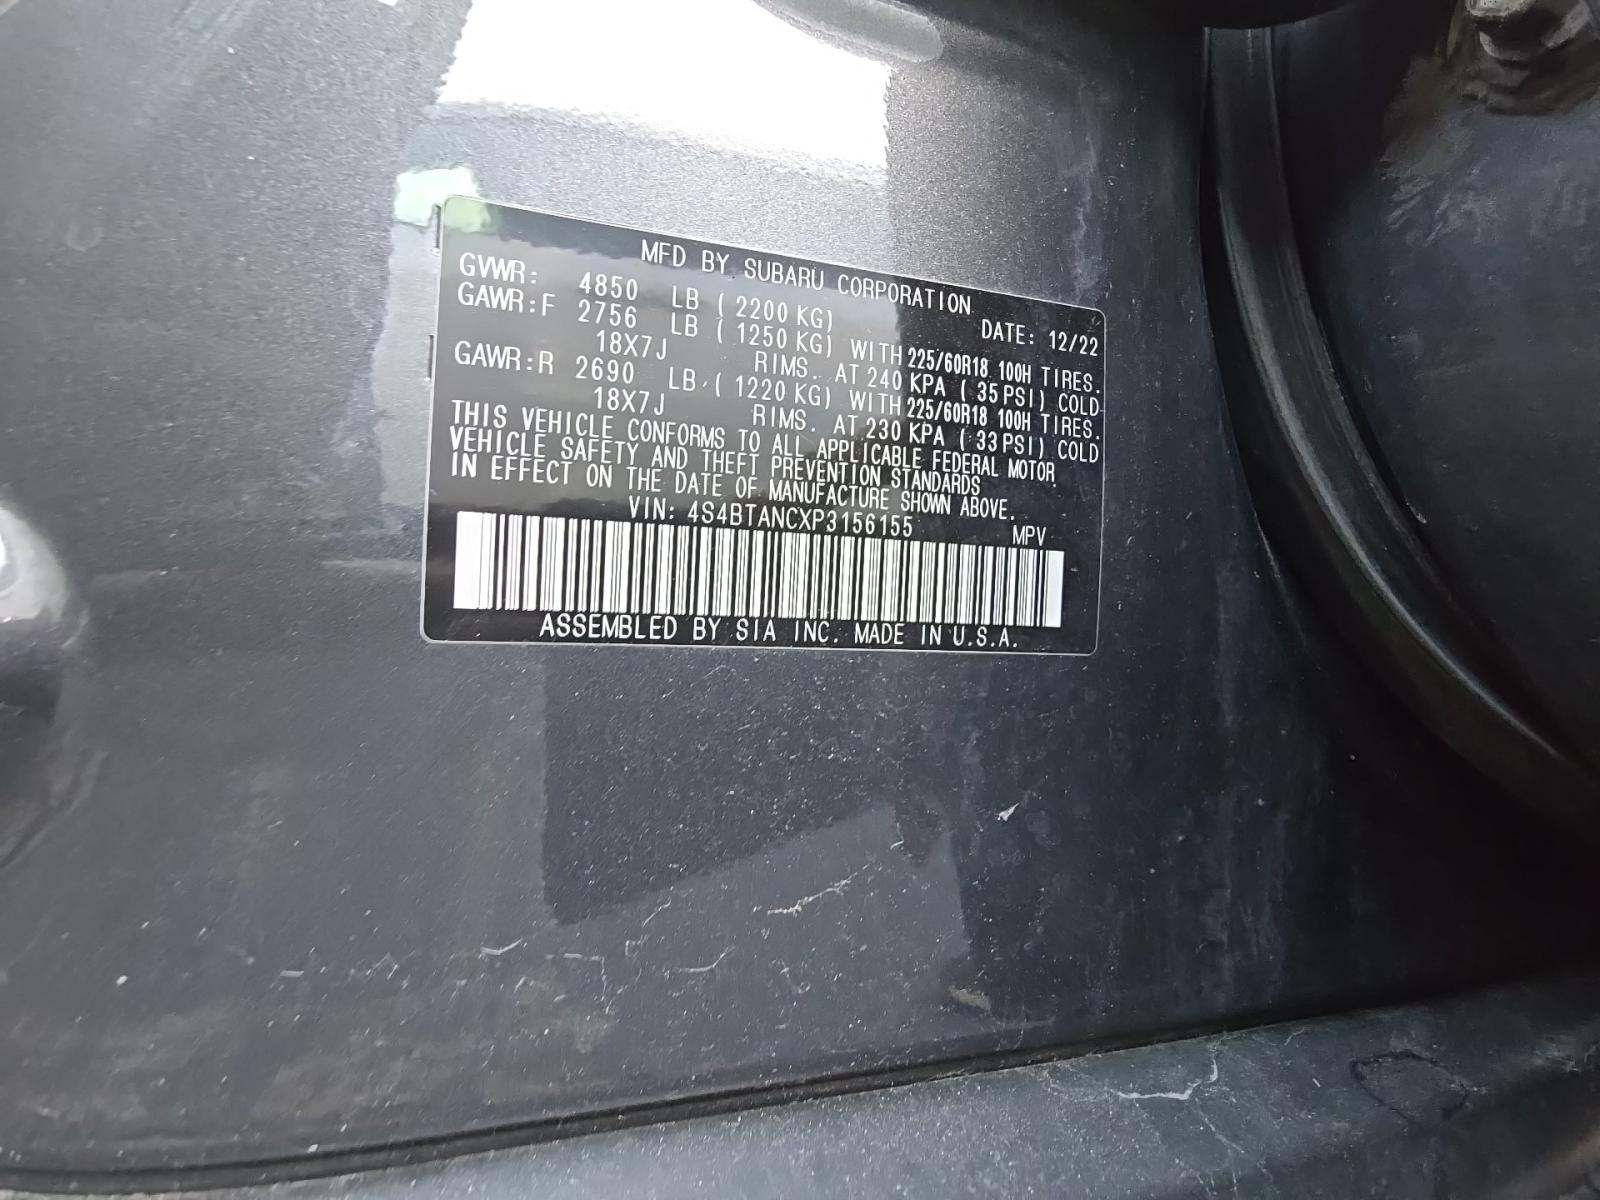 MFD BY SUBARU CORPORATION
GVWR: 4850 LB ( 2200 KG) DATE: 12/22
GAWR:F 2756 LB ( 1250 KG) WITH 225/60R18 100H TIRES.
18X7J RIMS. AT 240 KPA ( 35 PSI) COLD
GAWR:R 2690 LB. ( 1220 KG) WITH 225/60R18 100H TIRES.
18X7J RIMS. AT 230 KPA ( 33 PSI) COLD
THIS VEHICLE CONFORMS TO ALL APPLICABLE FEDERAL MOTOR
VEHICLE SAFETY AND THEFT PREVENTION STANDARDS
IN EFFECT ON THE DATE OF MANUFACTURE SHOWN ABOVE.
VIN: 4S4BTANCXP3156155 MPV
ASSEMBLED BY SIA INC. MADE IN U.S.A.